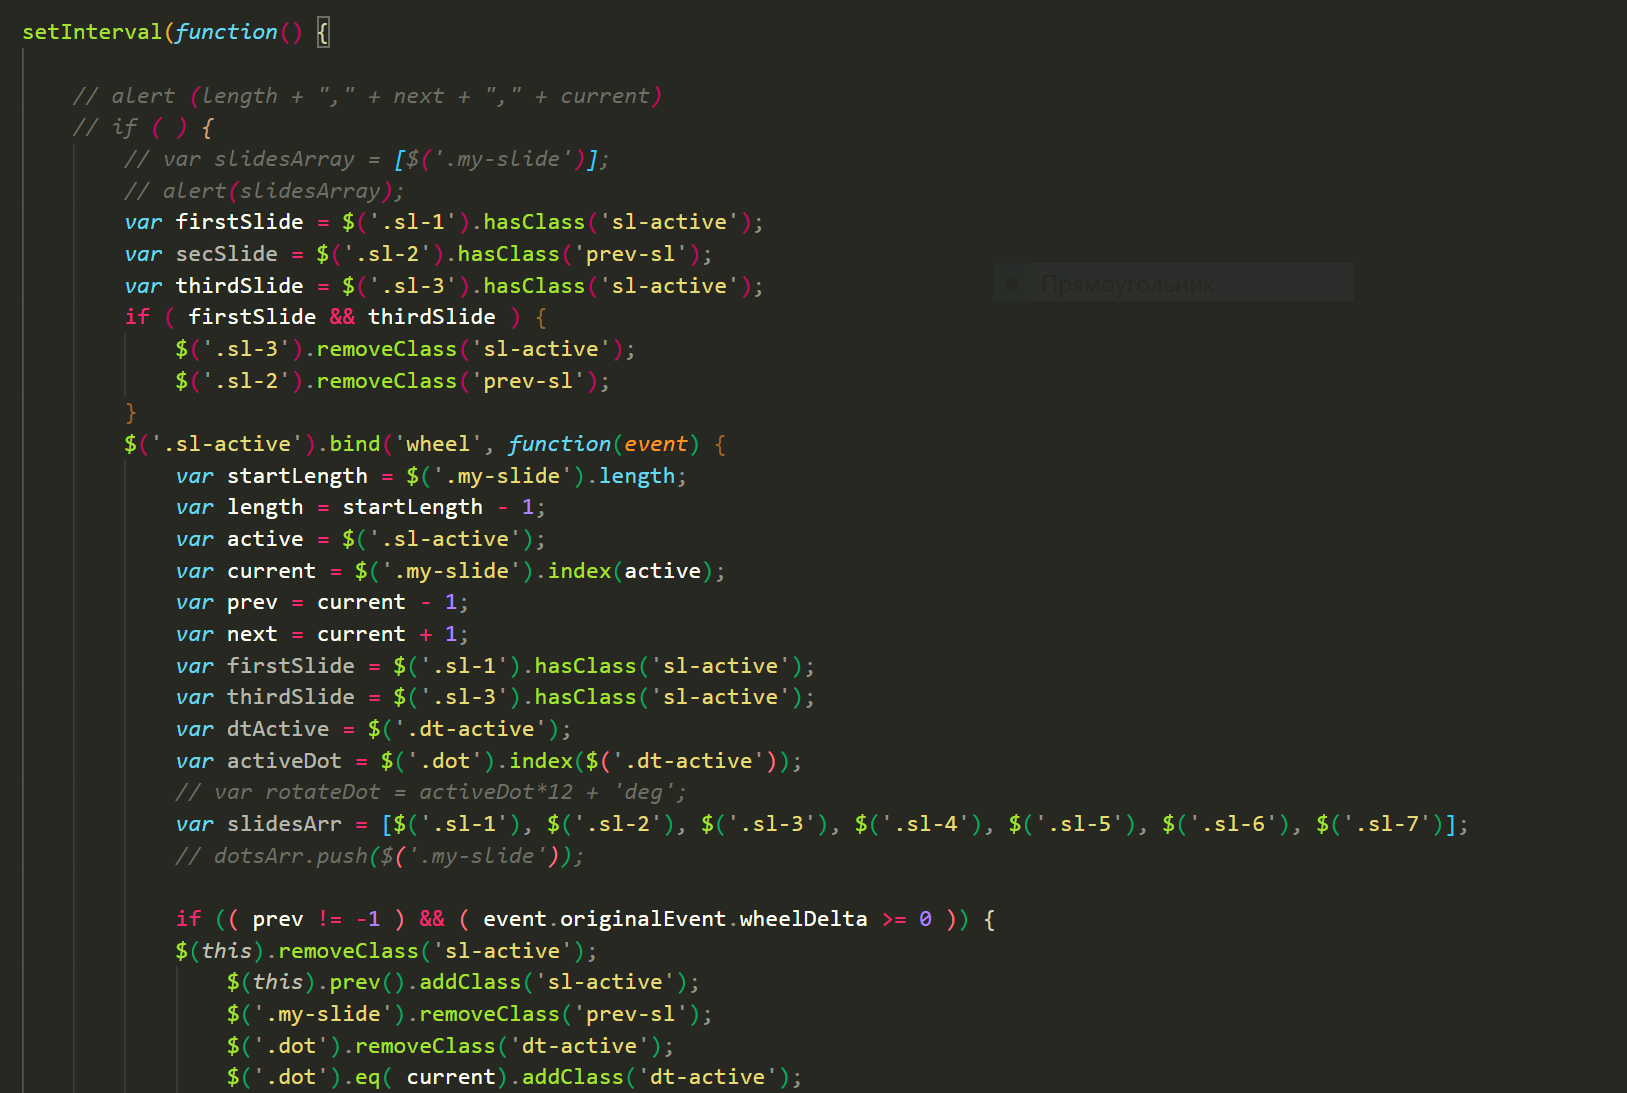 setInterval(function() {
// alert (length + "," + next + "," + current)
// if ( ) {
// var slidesArray = [$('.my-slide')];
// alert(slidesArray);
var firstSlide = $('.sl-1').hasClass('sl-active');
var secSlide = $('.sl-2').hasClass('prev-sl');
var thirdSlide = $('.sl-3').hasClass('sl-active');
Прямоугольник
if ( firstSlide && thirdSlide ) {
$('.sl-3').removeClass('sl-active');
$('.sl-2').removeClass('prev-sl');
}
$('.sl-active').bind('wheel', function(event) {
var startLength = $('.my-slide').length;
var length = startLength - 1;
var active = $('.sl-active');
var current = $('.my-slide').index(active);
var prev = current - 1;
var next = current + 1;
var firstSlide = $('.sl-1').hasClass('sl-active');
var thirdSlide = $('.sl-3').hasClass('sl-active');
var dtActive = $('.dt-active');
var activeDot = $('.dot').index($('.dt-active'));
// var rotateDot = activeDot*12 + 'deg';
var slidesArr = [$('.sl-1'), $('.sl-2'), $('.sl-3'), $('.sl-4'), $('.sl-5'), $('.sl-6'), $('.sl-7')];
// dotsArr.push($('.my-slide'));
if (( prev != -1 ) && ( event.originalEvent.wheelDelta >= 0 )) {
$(this).removeClass('sl-active');
$(this).prev().addClass('sl-active');
$('.my-slide').removeClass('prev-sl');
$('.dot').removeClass('dt-active');
$('.dot').eq( current).addClass('dt-active');